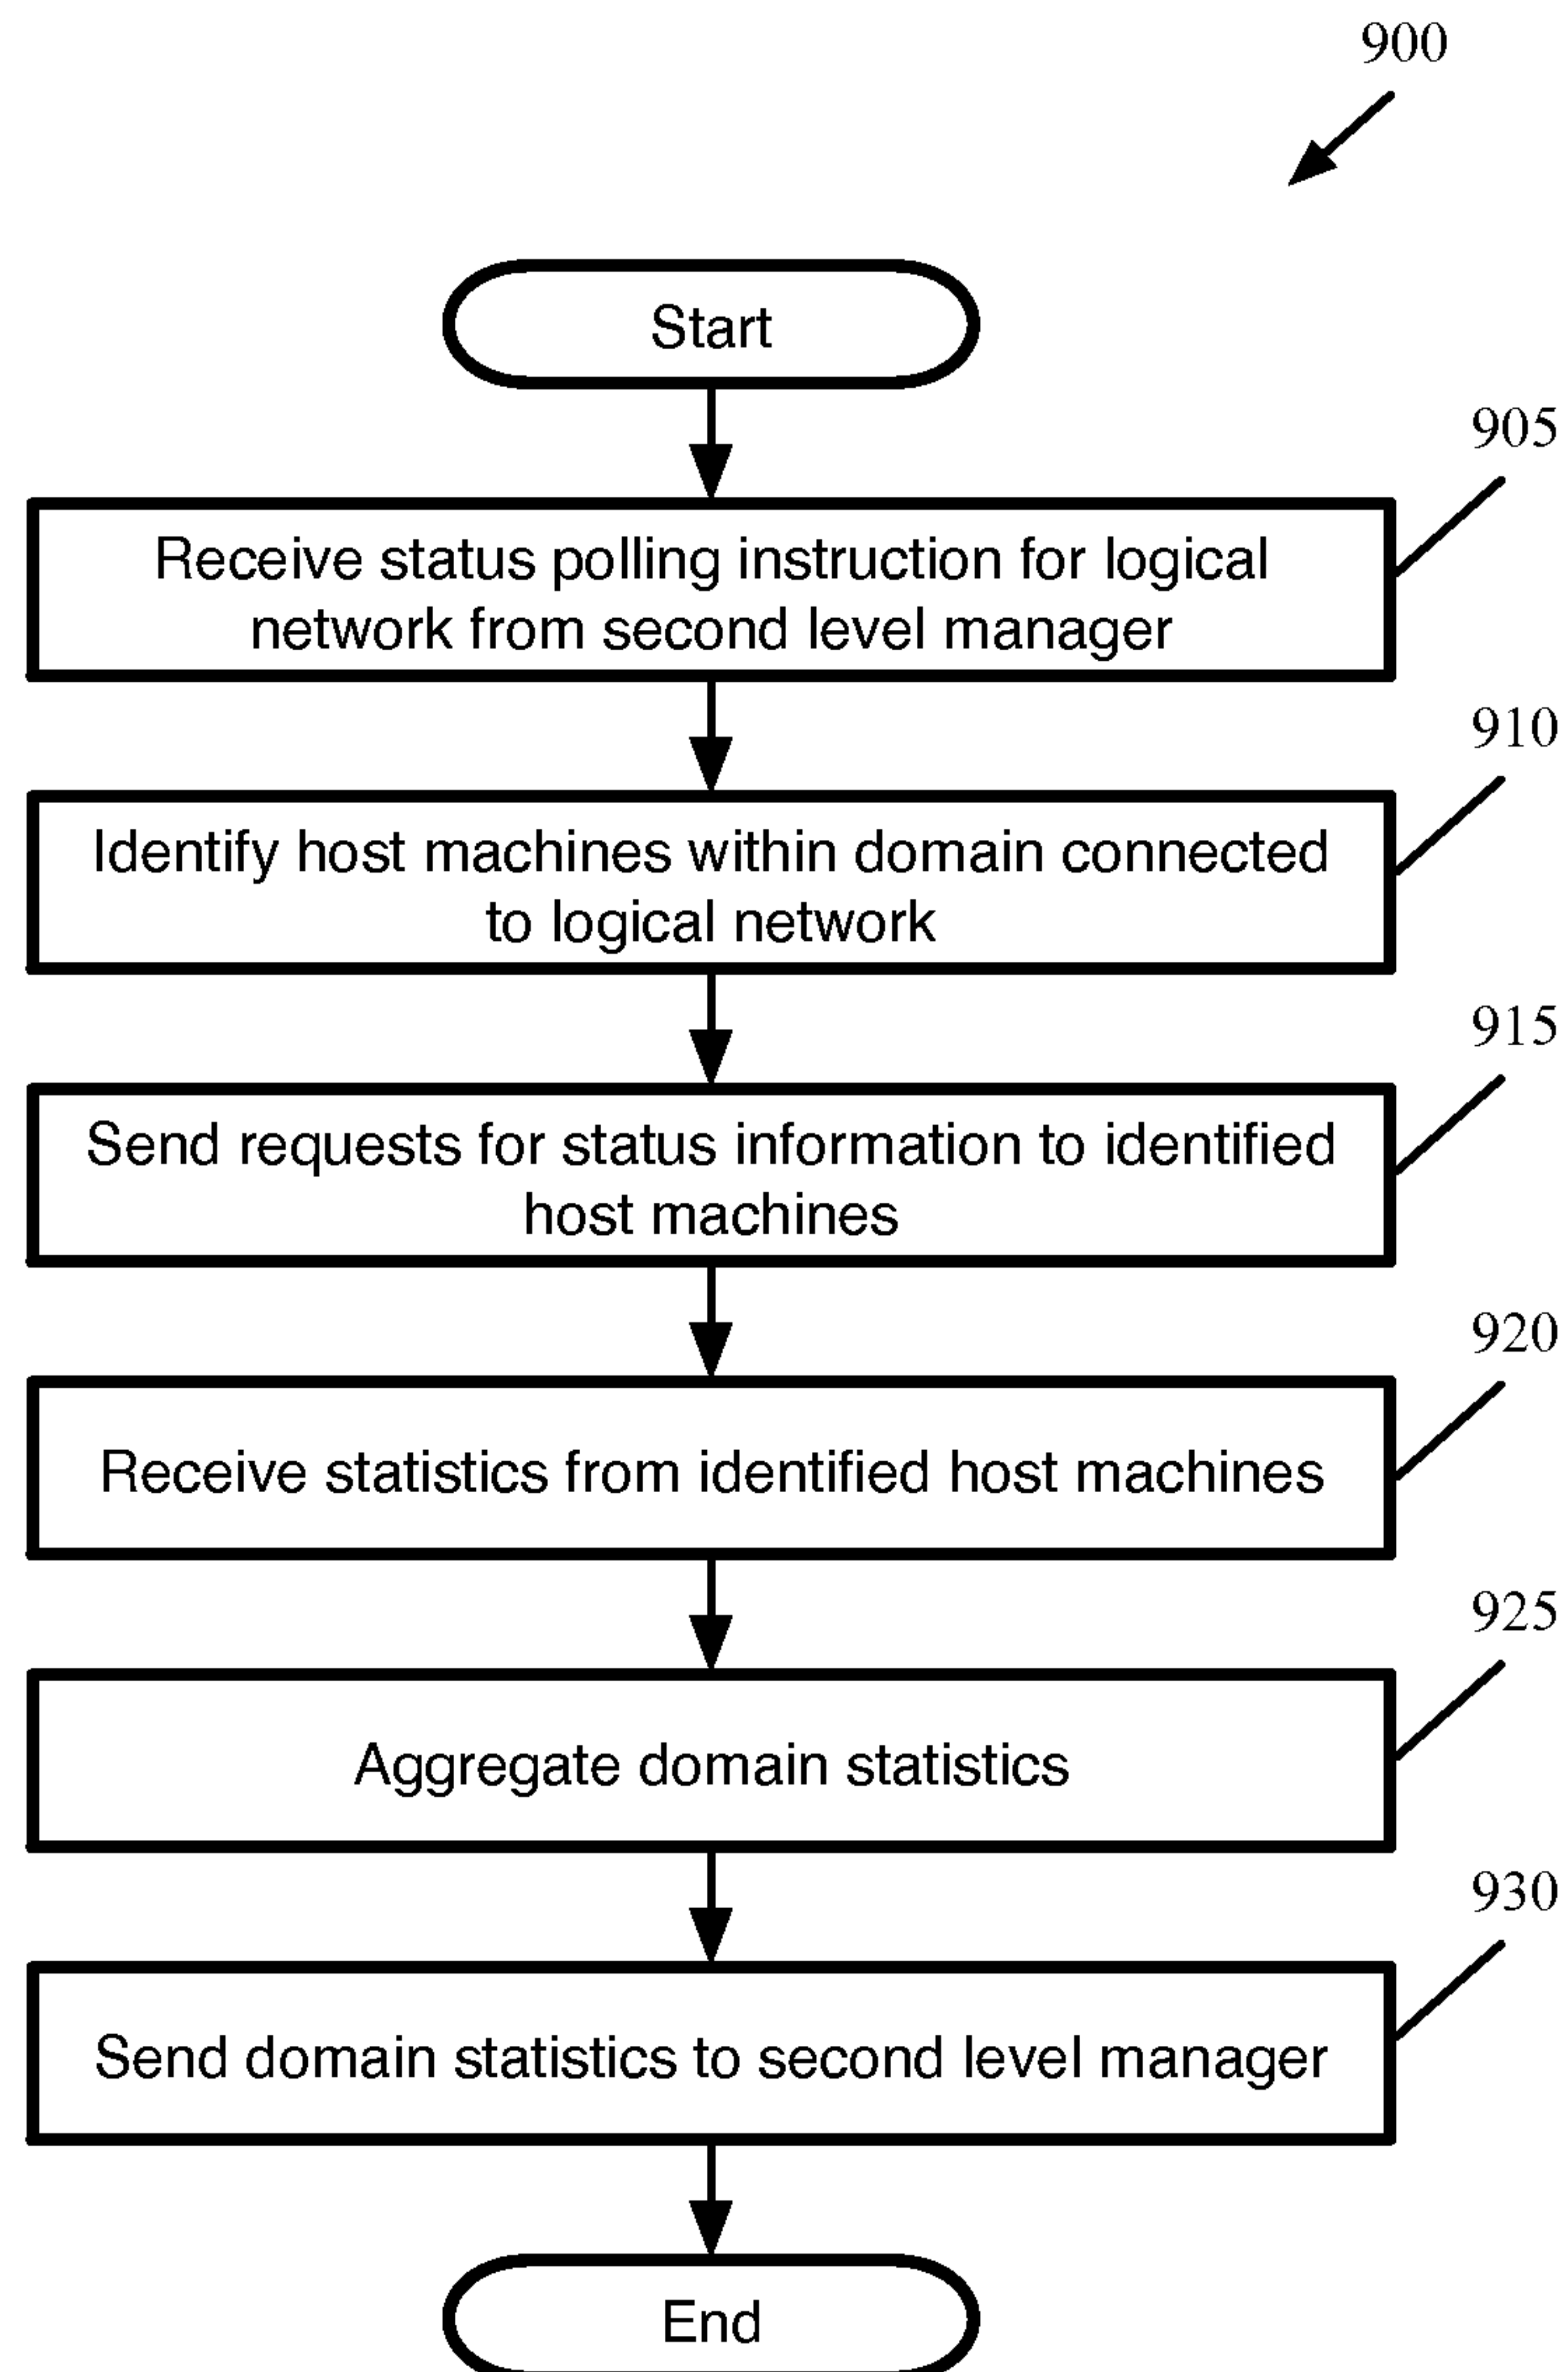 900
Start
905
Receive status polling instruction for logical
network from second level manager
910
Identify host machines within domain connected
to logical network
915
Send requests for status information to identified
host machines
920
Receive statistics from identified host machines
925
Aggregate domain statistics
930
Send domain statistics to second level manager
End